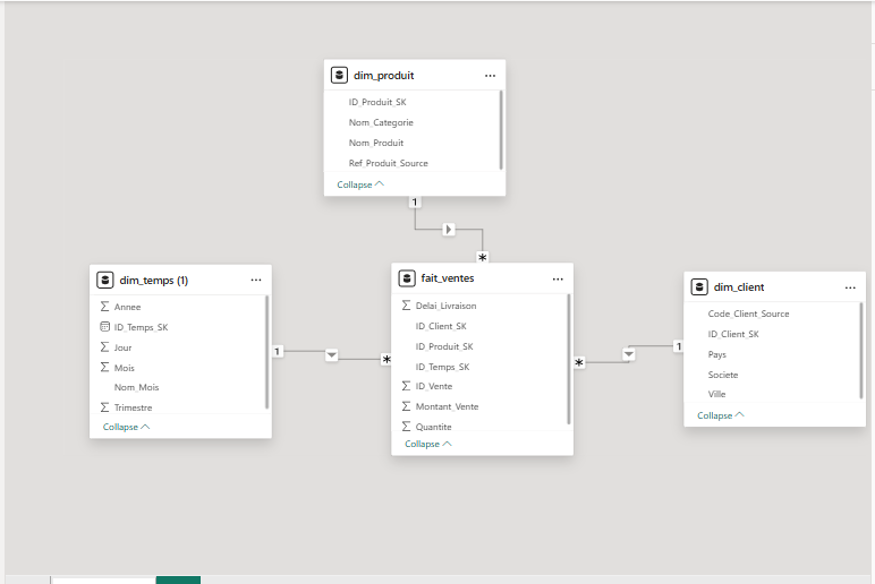 dim_produit
ID_Produit_SK
Nom_Categorie
Nom_Produit
Ref_Produit_Source
Collapse
1
*
dim_temps (1)
Annee
ID_Temps_SK
Jour
Mois
Nom_Mois
Trimestre
Collapse
1
*
fait_ventes
Delai_Livraison
ID_Client_SK
ID_Produit_SK
ID_Temps_SK
ID_Vente
Montant_Vente
Quantite
Collapse
*
1
dim_client
Code_Client_Source
ID_Client_SK
Pays
Societe
Ville
Collapse